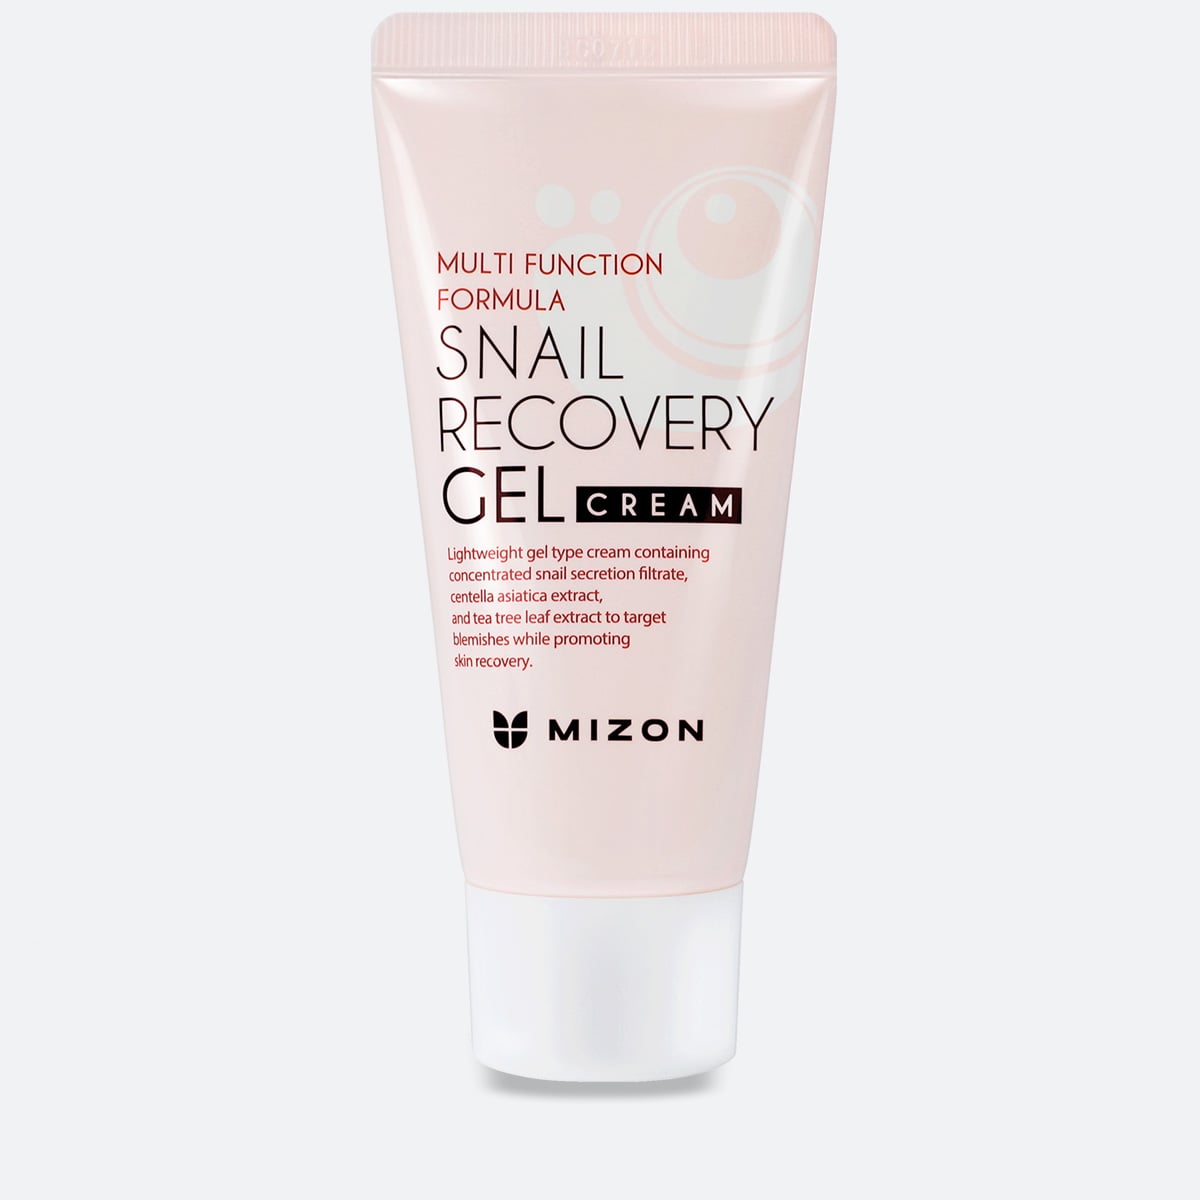 MULTI FUNCTION
FORMULA
SNAIL
RECOVERY
GEL CREAM
Lightweight gel type cream containing
concentrated snail secretion filtrate,
centella asiatica extract,
and tea tree leaf extract to target
blemishes while promoting
skin recovery.
MIZON